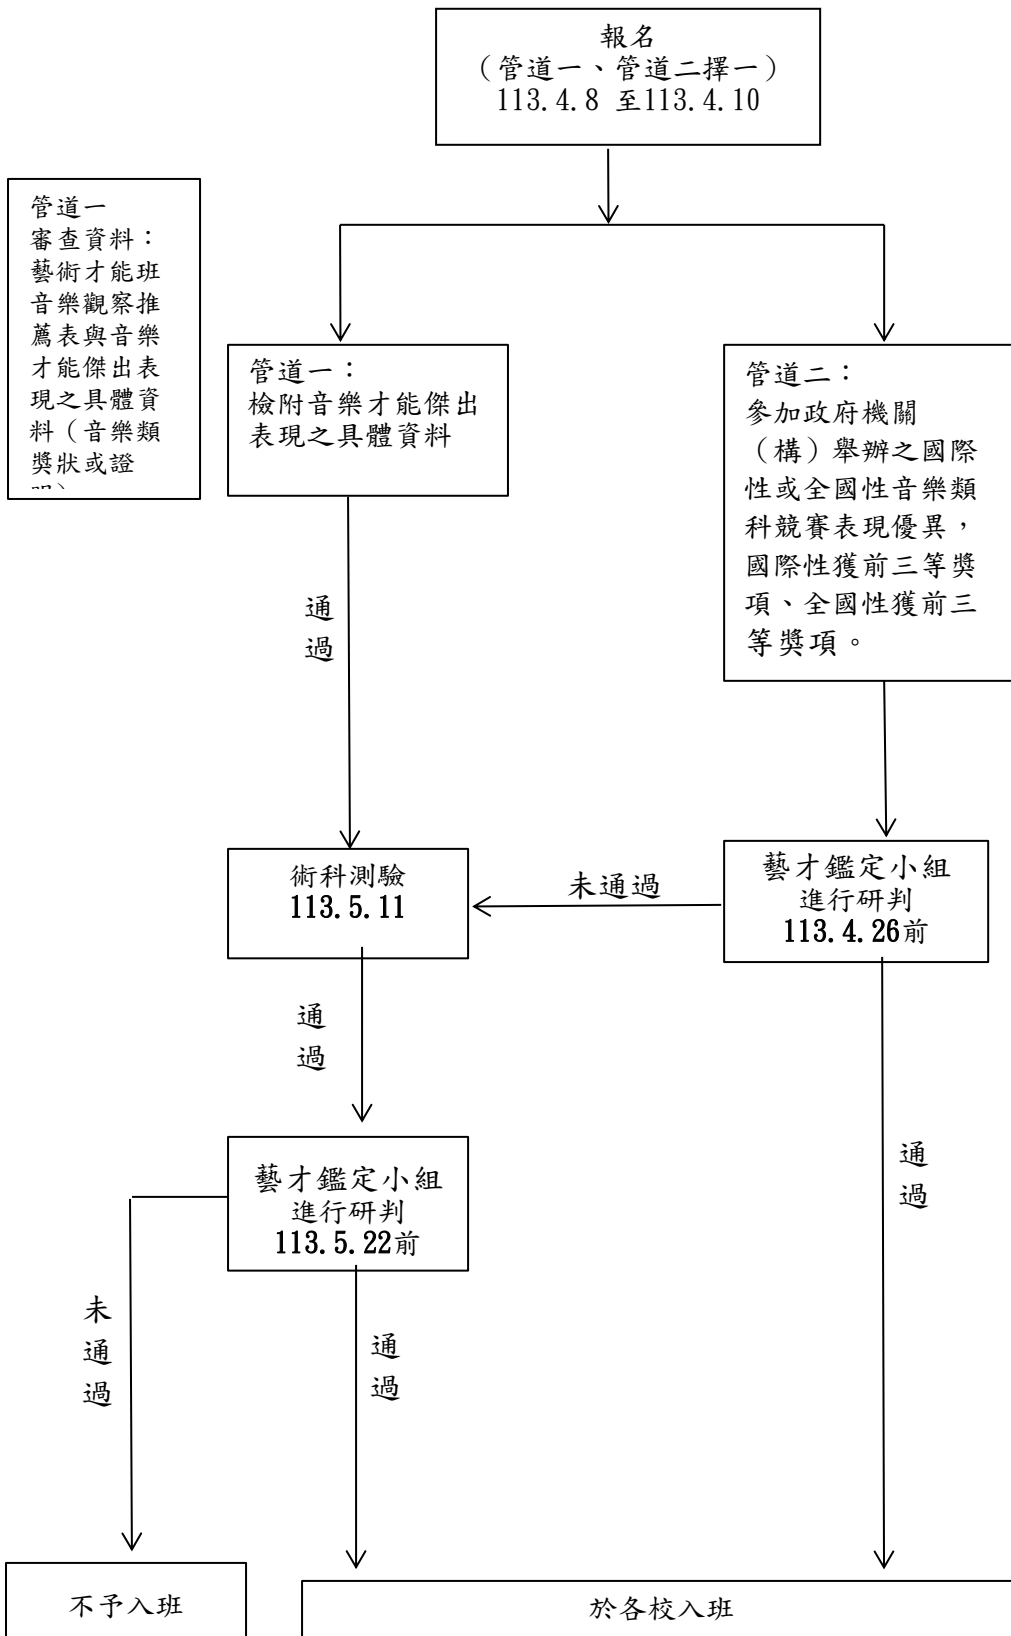 報名
（管道一、管道二擇一）
113.4.8 至113.4.10
管道一
審查資料：
藝術才能班
音樂觀察推
薦表與音樂
才能傑出表
現之具體資
料（音樂類
獎狀或證
管道一：
檢附音樂才能傑出
表現之具體資料
管道二：
參加政府機關
（構）舉辦之國際
性或全國性音樂類
科競賽表現優異，
國際性獲前三等獎
項、全國性獲前三
等獎項。
通
過
術科測驗
113.5.11
未通過
藝才鑑定小組
進行研判
113.4.26前
通
過
藝才鑑定小組
進行研判
113.5.22前
通
過
未
通
過
通
過
不予入班
於各校入班